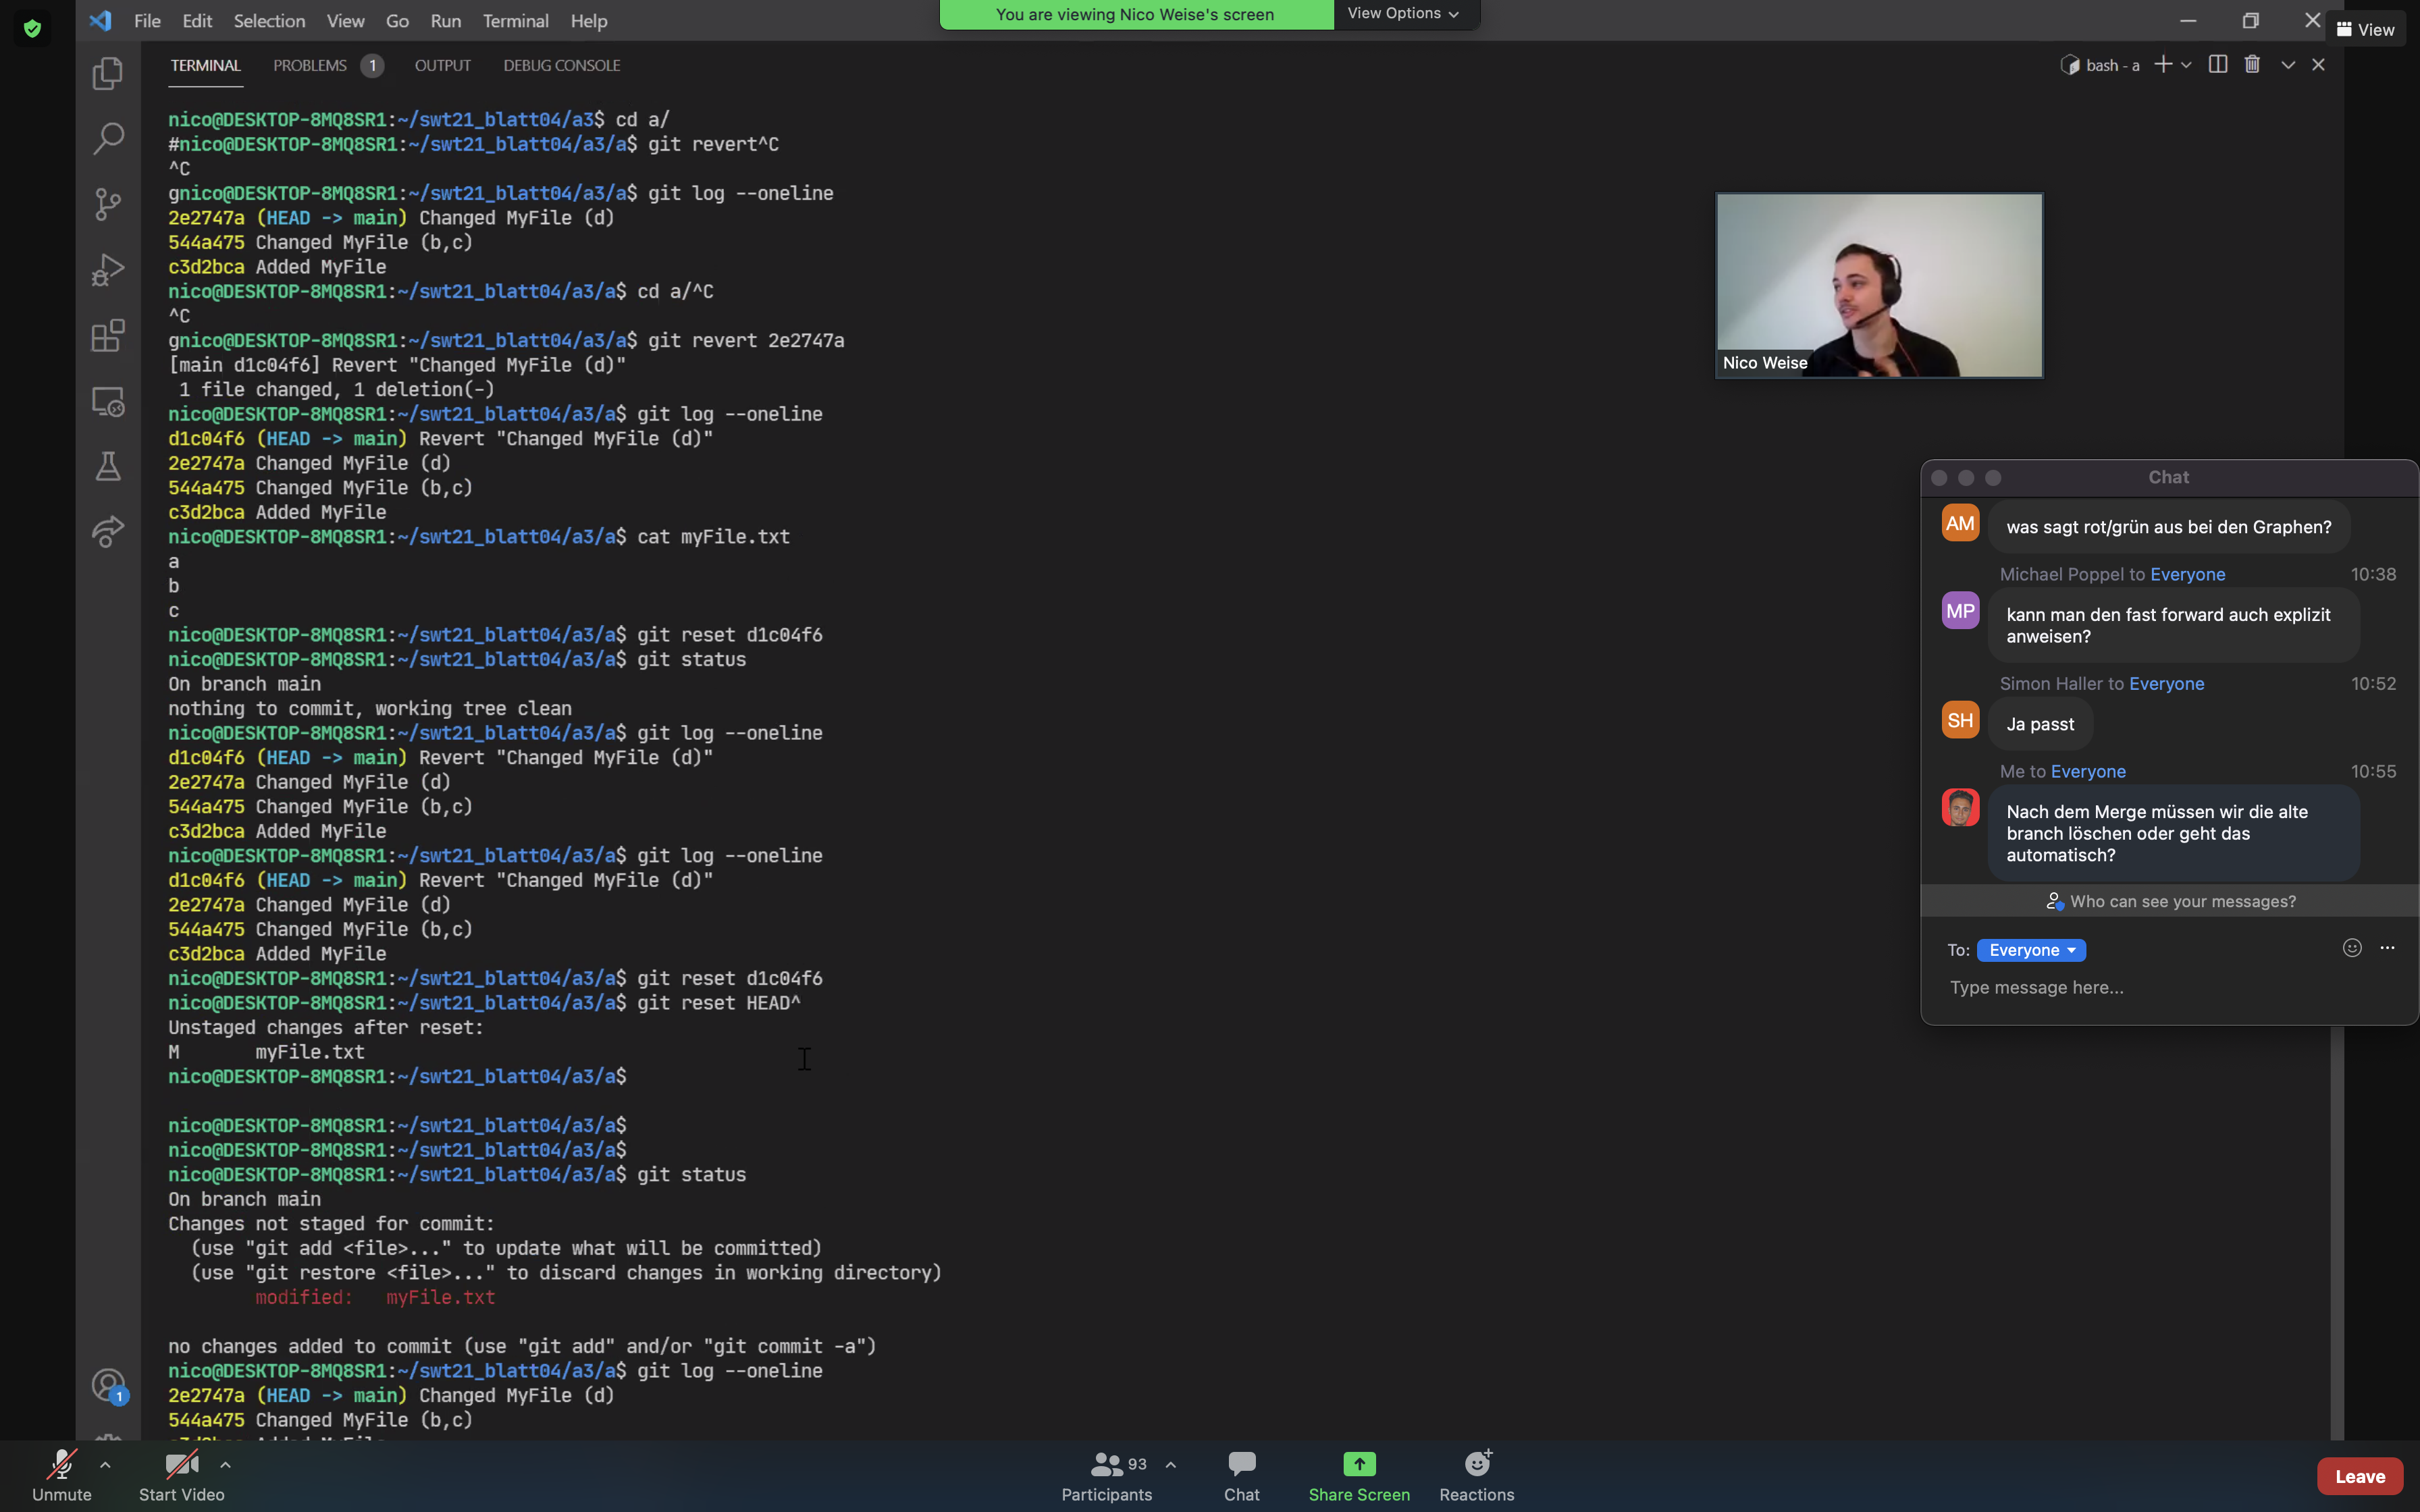 File Edit Selection View Go Run Terminal Help
You are viewing Nico Weise's screen
View Options
View
TERMINAL PROBLEMS 1 OUTPUT DEBUG CONSOLE
bash - a
nico@DESKTOP-8MQ8SR1:~/swt21_blatt04/a3$ cd a/
#nico@DESKTOP-8MQ8SR1:~/swt21_blatt04/a3/a$ git revert^C
^C
gnico@DESKTOP-8MQ8SR1:~/swt21_blatt04/a3/a$ git log --oneline
2e2747a (HEAD -> main) Changed MyFile (d)
544a475 Changed MyFile (b,c)
c3d2bca Added MyFile
nico@DESKTOP-8MQ8SR1:~/swt21_blatt04/a3/a$ cd a/^C
^C
gnico@DESKTOP-8MQ8SR1:~/swt21_blatt04/a3/a$ git revert 2e2747a
[main d1c04f6] Revert "Changed MyFile (d)"
 1 file changed, 1 deletion(-)
nico@DESKTOP-8MQ8SR1:~/swt21_blatt04/a3/a$ git log --oneline
d1c04f6 (HEAD -> main) Revert "Changed MyFile (d)"
2e2747a Changed MyFile (d)
544a475 Changed MyFile (b,c)
c3d2bca Added MyFile
nico@DESKTOP-8MQ8SR1:~/swt21_blatt04/a3/a$ cat myFile.txt
a
b
c
nico@DESKTOP-8MQ8SR1:~/swt21_blatt04/a3/a$ git reset d1c04f6
nico@DESKTOP-8MQ8SR1:~/swt21_blatt04/a3/a$ git status
On branch main
nothing to commit, working tree clean
nico@DESKTOP-8MQ8SR1:~/swt21_blatt04/a3/a$ git log --oneline
d1c04f6 (HEAD -> main) Revert "Changed MyFile (d)"
2e2747a Changed MyFile (d)
544a475 Changed MyFile (b,c)
c3d2bca Added MyFile
nico@DESKTOP-8MQ8SR1:~/swt21_blatt04/a3/a$ git log --oneline
d1c04f6 (HEAD -> main) Revert "Changed MyFile (d)"
2e2747a Changed MyFile (d)
544a475 Changed MyFile (b,c)
c3d2bca Added MyFile
nico@DESKTOP-8MQ8SR1:~/swt21_blatt04/a3/a$ git reset d1c04f6
nico@DESKTOP-8MQ8SR1:~/swt21_blatt04/a3/a$ git reset HEAD^
Unstaged changes after reset:
M       myFile.txt
nico@DESKTOP-8MQ8SR1:~/swt21_blatt04/a3/a$
nico@DESKTOP-8MQ8SR1:~/swt21_blatt04/a3/a$
nico@DESKTOP-8MQ8SR1:~/swt21_blatt04/a3/a$
nico@DESKTOP-8MQ8SR1:~/swt21_blatt04/a3/a$ git status
On branch main
Changes not staged for commit:
  (use "git add <file>..." to update what will be committed)
  (use "git restore <file>..." to discard changes in working directory)
        modified:   myFile.txt
no changes added to commit (use "git add" and/or "git commit -a")
nico@DESKTOP-8MQ8SR1:~/swt21_blatt04/a3/a$ git log --oneline
2e2747a (HEAD -> main) Changed MyFile (d)
544a475 Changed MyFile (b,c)
1
Nico Weise
Chat
AM
was sagt rot/grün aus bei den Graphen?
Michael Poppel to Everyone 10:38
MP
kann man den fast forward auch explizit
anweisen?
Simon Haller to Everyone 10:52
SH
Ja passt
Me to Everyone 10:55
Nach dem Merge müssen wir die alte
branch löschen oder geht das
automatisch?
Who can see your messages?
To: Everyone
Type message here...
Unmute
Start Video
93
Participants
Chat
Share Screen
Reactions
Leave